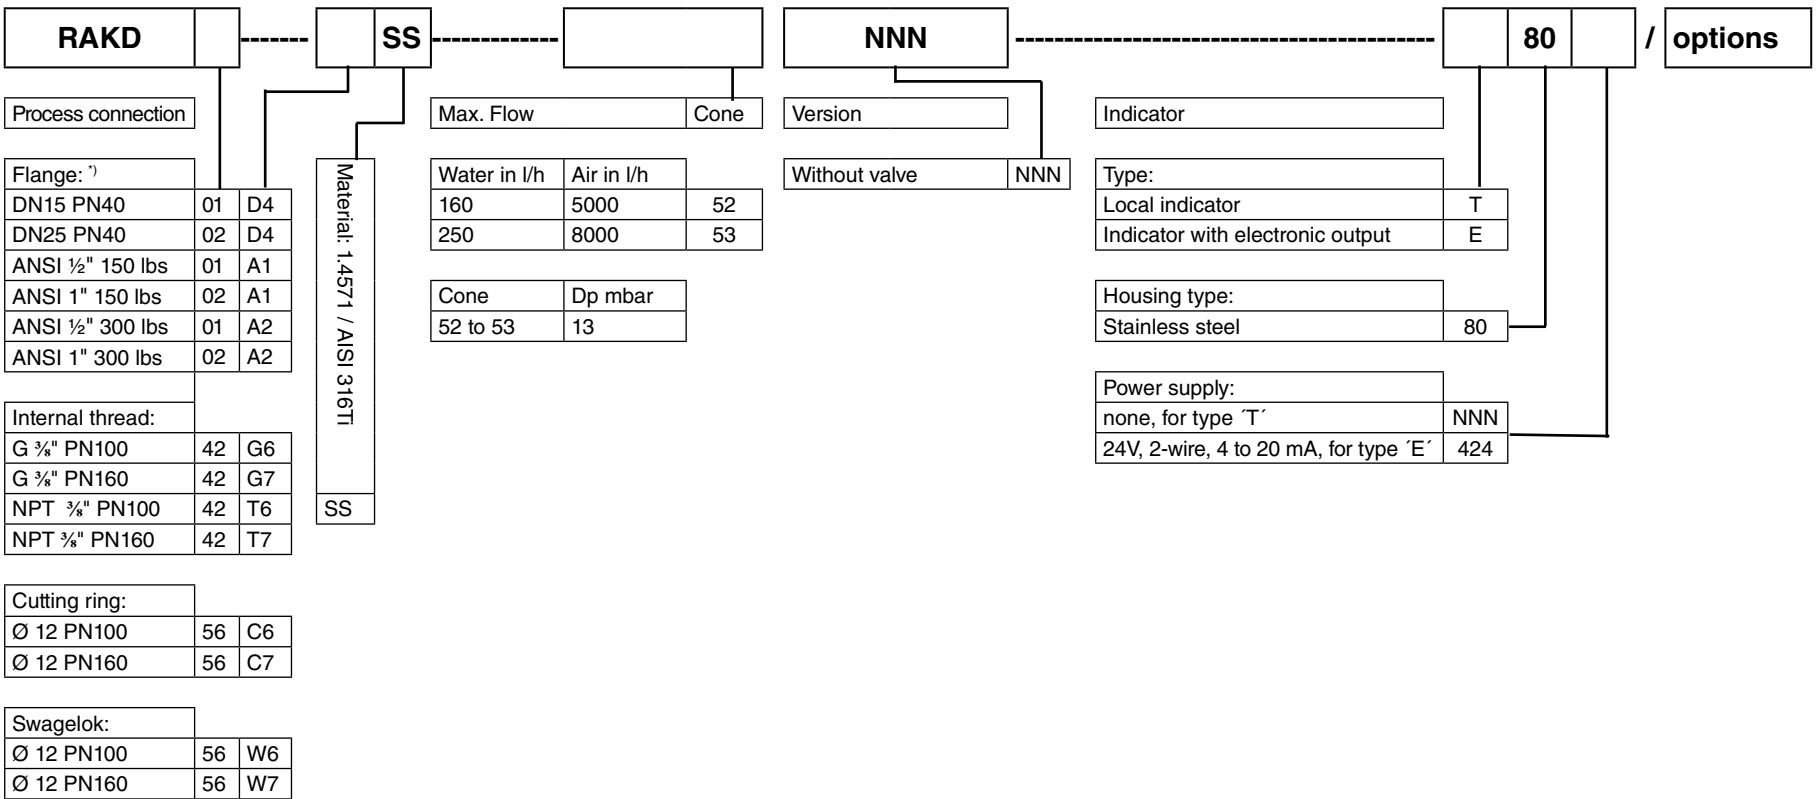 RAKD ------- SS ------------- NNN ------------------------------------------ 80 / options
Process connection
Flange: *)
DN15 PN40 01 D4
DN25 PN40 02 D4
ANSI ½" 150 lbs 01 A1
ANSI 1" 150 lbs 02 A1
ANSI ½" 300 lbs 01 A2
ANSI 1" 300 lbs 02 A2
Internal thread:
G ⅜" PN100 42 G6
G ⅜" PN160 42 G7
NPT ⅜" PN100 42 T6
NPT ⅜" PN160 42 T7
Cutting ring:
Ø 12 PN100 56 C6
Ø 12 PN160 56 C7
Swagelok:
Ø 12 PN100 56 W6
Ø 12 PN160 56 W7
Material: 1.4571 / AISI 316Ti
SS
Max. Flow Cone
Water in l/h Air in l/h
160 5000 52
250 8000 53
Cone Dp mbar
52 to 53 13
Version
Without valve NNN
Indicator
Type:
Local indicator T
Indicator with electronic output E
Housing type:
Stainless steel 80
Power supply:
none, for type ´T´ NNN
24V, 2-wire, 4 to 20 mA, for type ´E´ 424